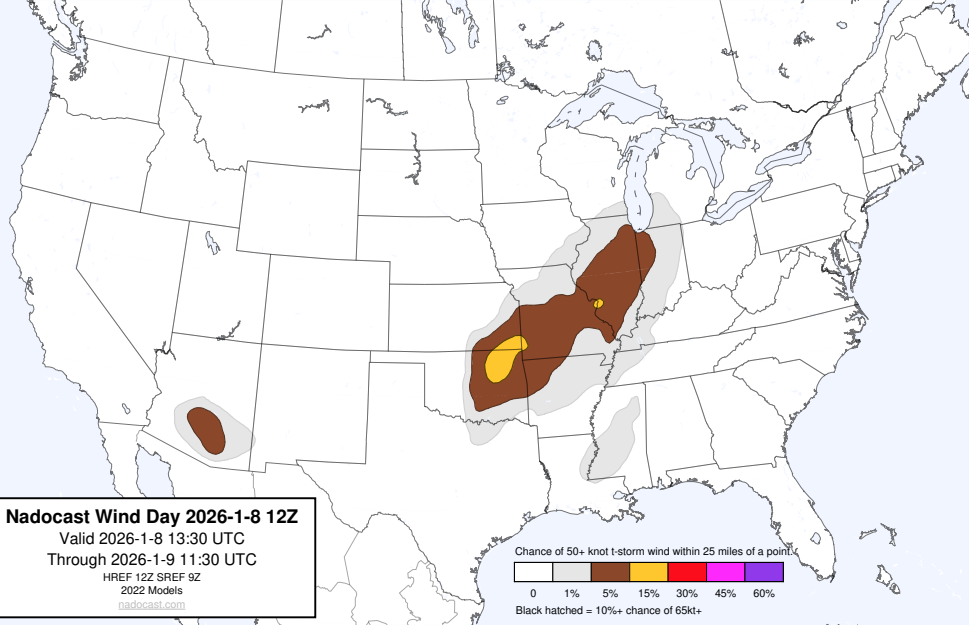 Nadocast Wind Day 2026-1-8 12Z
Valid 2026-1-8 13:30 UTC
Through 2026-1-9 11:30 UTC
HREF 12Z SREF 9Z
2022 Models
nadocast.com
Chance of 50+ knot t-storm wind within 25 miles of a point.
0 1% 5% 15% 30% 45% 60%
Black hatched = 10%+ chance of 65kt+